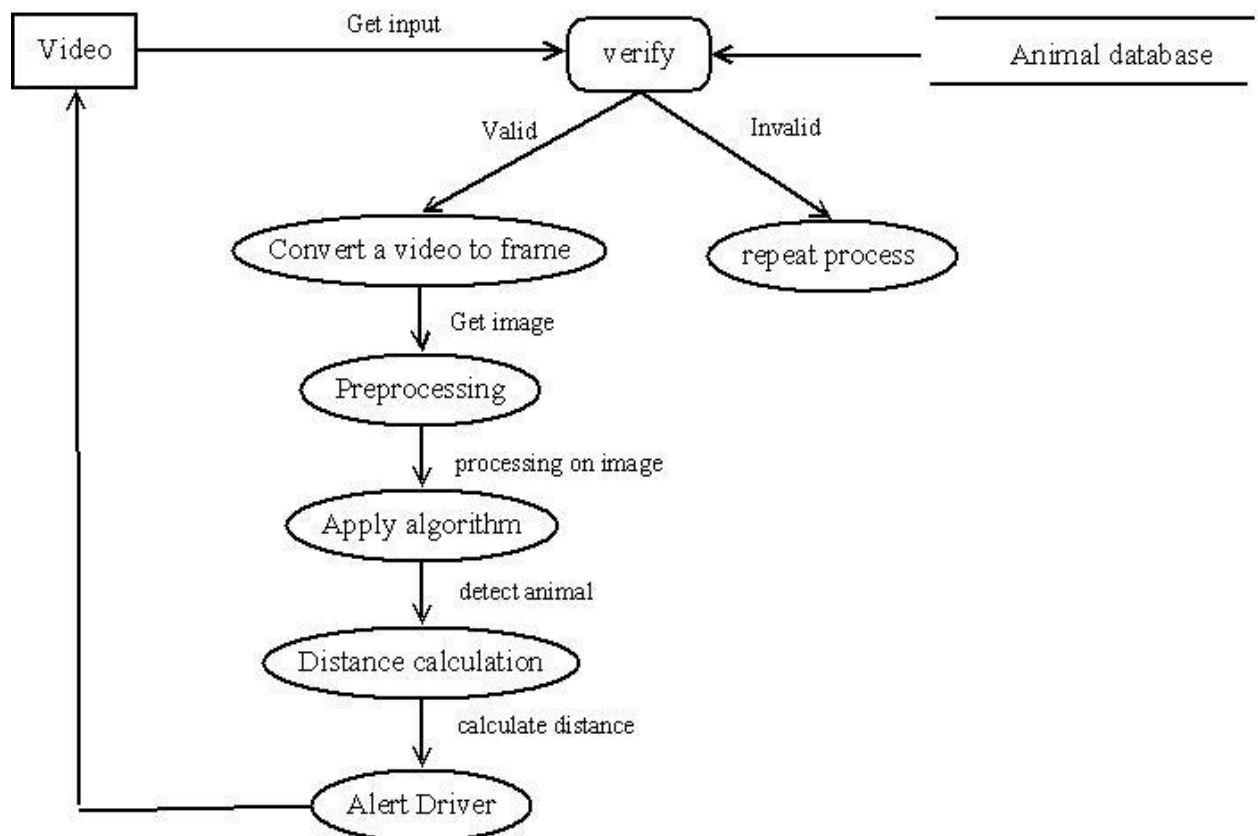 Get input
Video
verify
Animal database
Valid
Invalid
Convert a video to frame
repeat process
Get image
Preprocessing
processing on image
Apply algorithm
detect animal
Distance calculation
calculate distance
Alert Driver